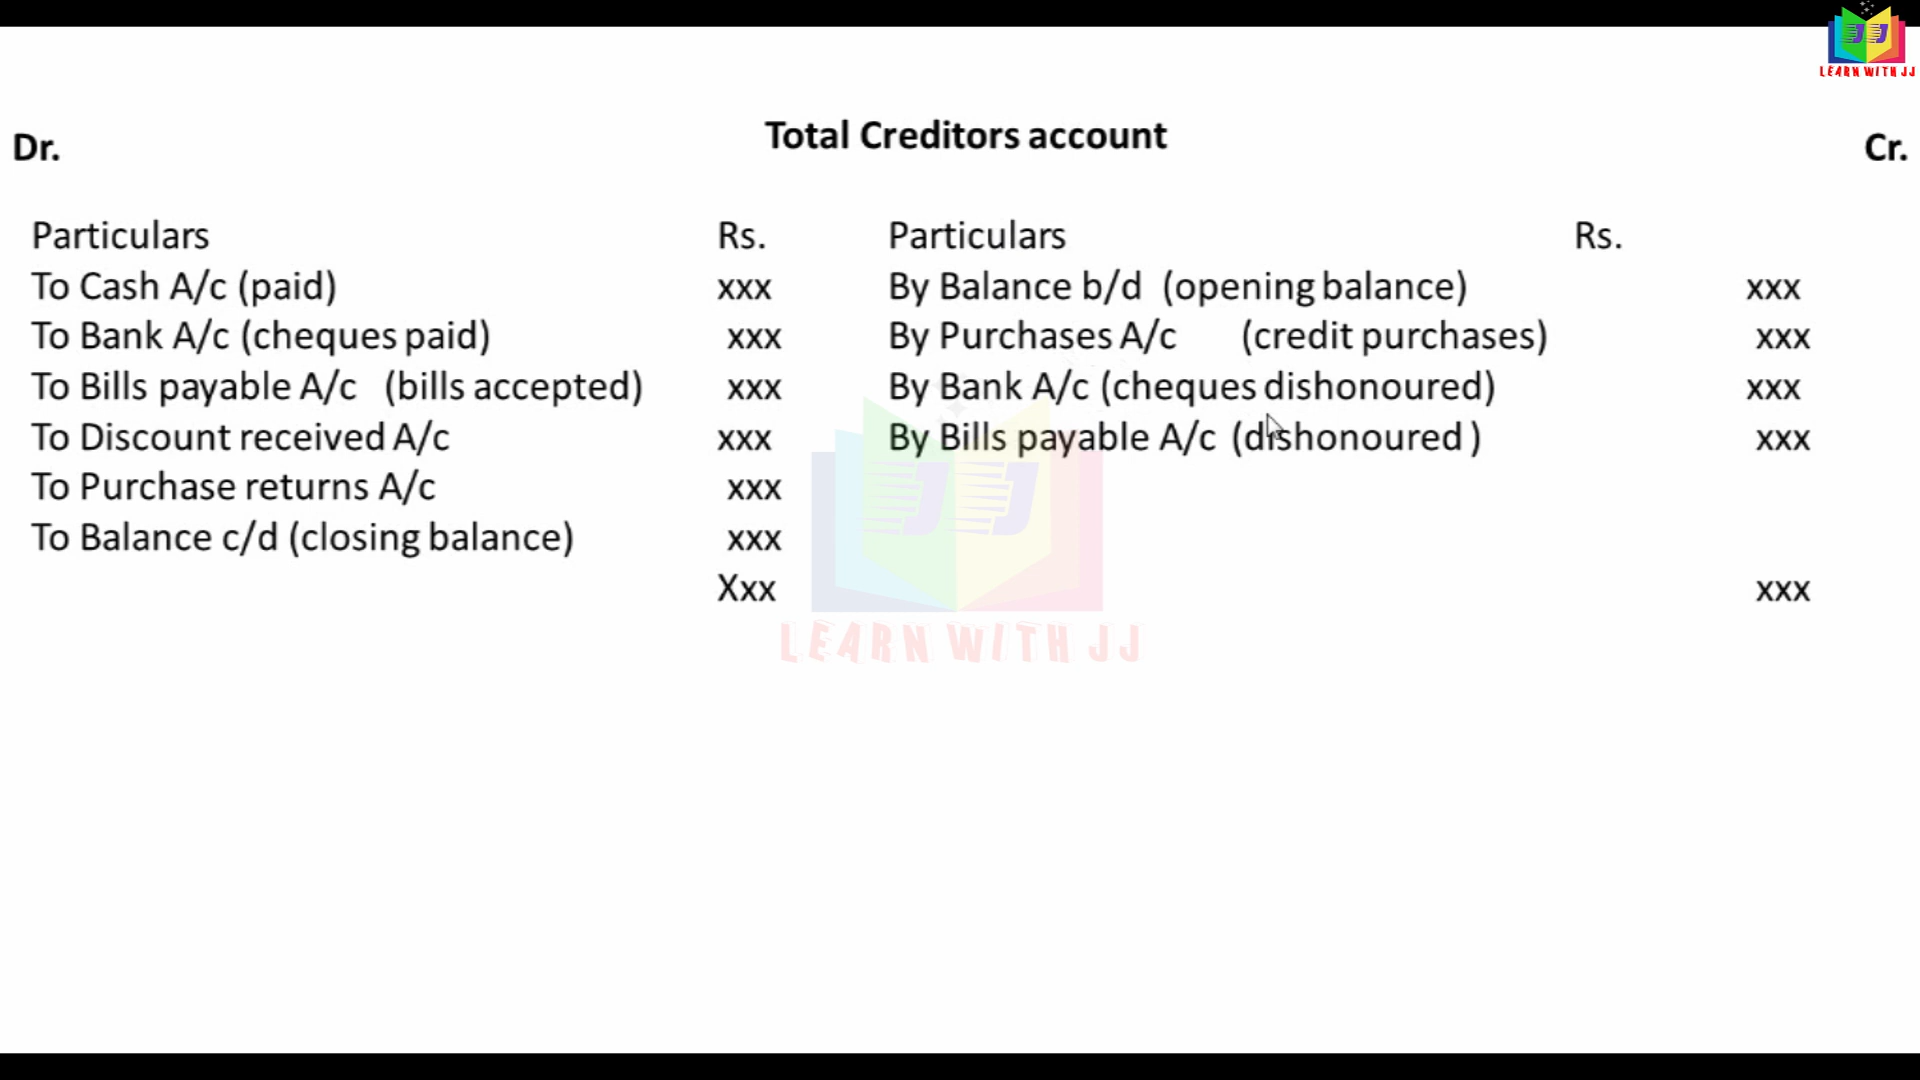 LEARN WITH JJ
Total Creditors account
Dr. Cr.
Particulars Rs. Particulars Rs.
To Cash A/c (paid) xxx By Balance b/d (opening balance) xxx
To Bank A/c (cheques paid) xxx By Purchases A/c (credit purchases) xxx
To Bills payable A/c (bills accepted) xxx By Bank A/c (cheques dishonoured) xxx
To Discount received A/c xxx By Bills payable A/c (dishonoured ) xxx
To Purchase returns A/c xxx
To Balance c/d (closing balance) xxx
Xxx xxx
LEARN WITH JJ